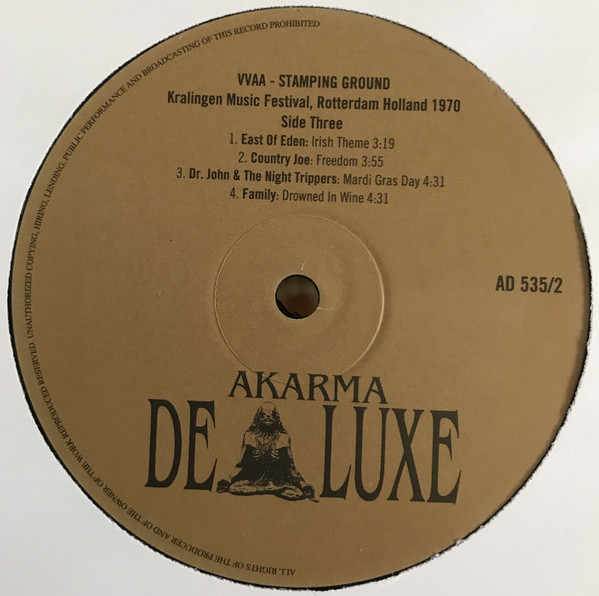 VVAA - STAMPING GROUND
Kralingen Music Festival, Rotterdam Holland 1970
Side Three
1. East Of Eden: Irish Theme 3:19
2. Country Joe: Freedom 3:55
3. Dr. John & The Night Trippers: Mardi Gras Day 4:31
4. Family: Drowned In Wine 4:31
AD 535/2
AKARMA
DE LUXE
ALL RIGHTS OF THE PRODUCER AND OF THE OWNER OF THE WORK REPRODUCED RESERVED. UNAUTHORIZED COPYING, HIRING, LENDING, PUBLIC PERFORMANCE AND BROADCASTING OF THIS RECORD PROHIBITED